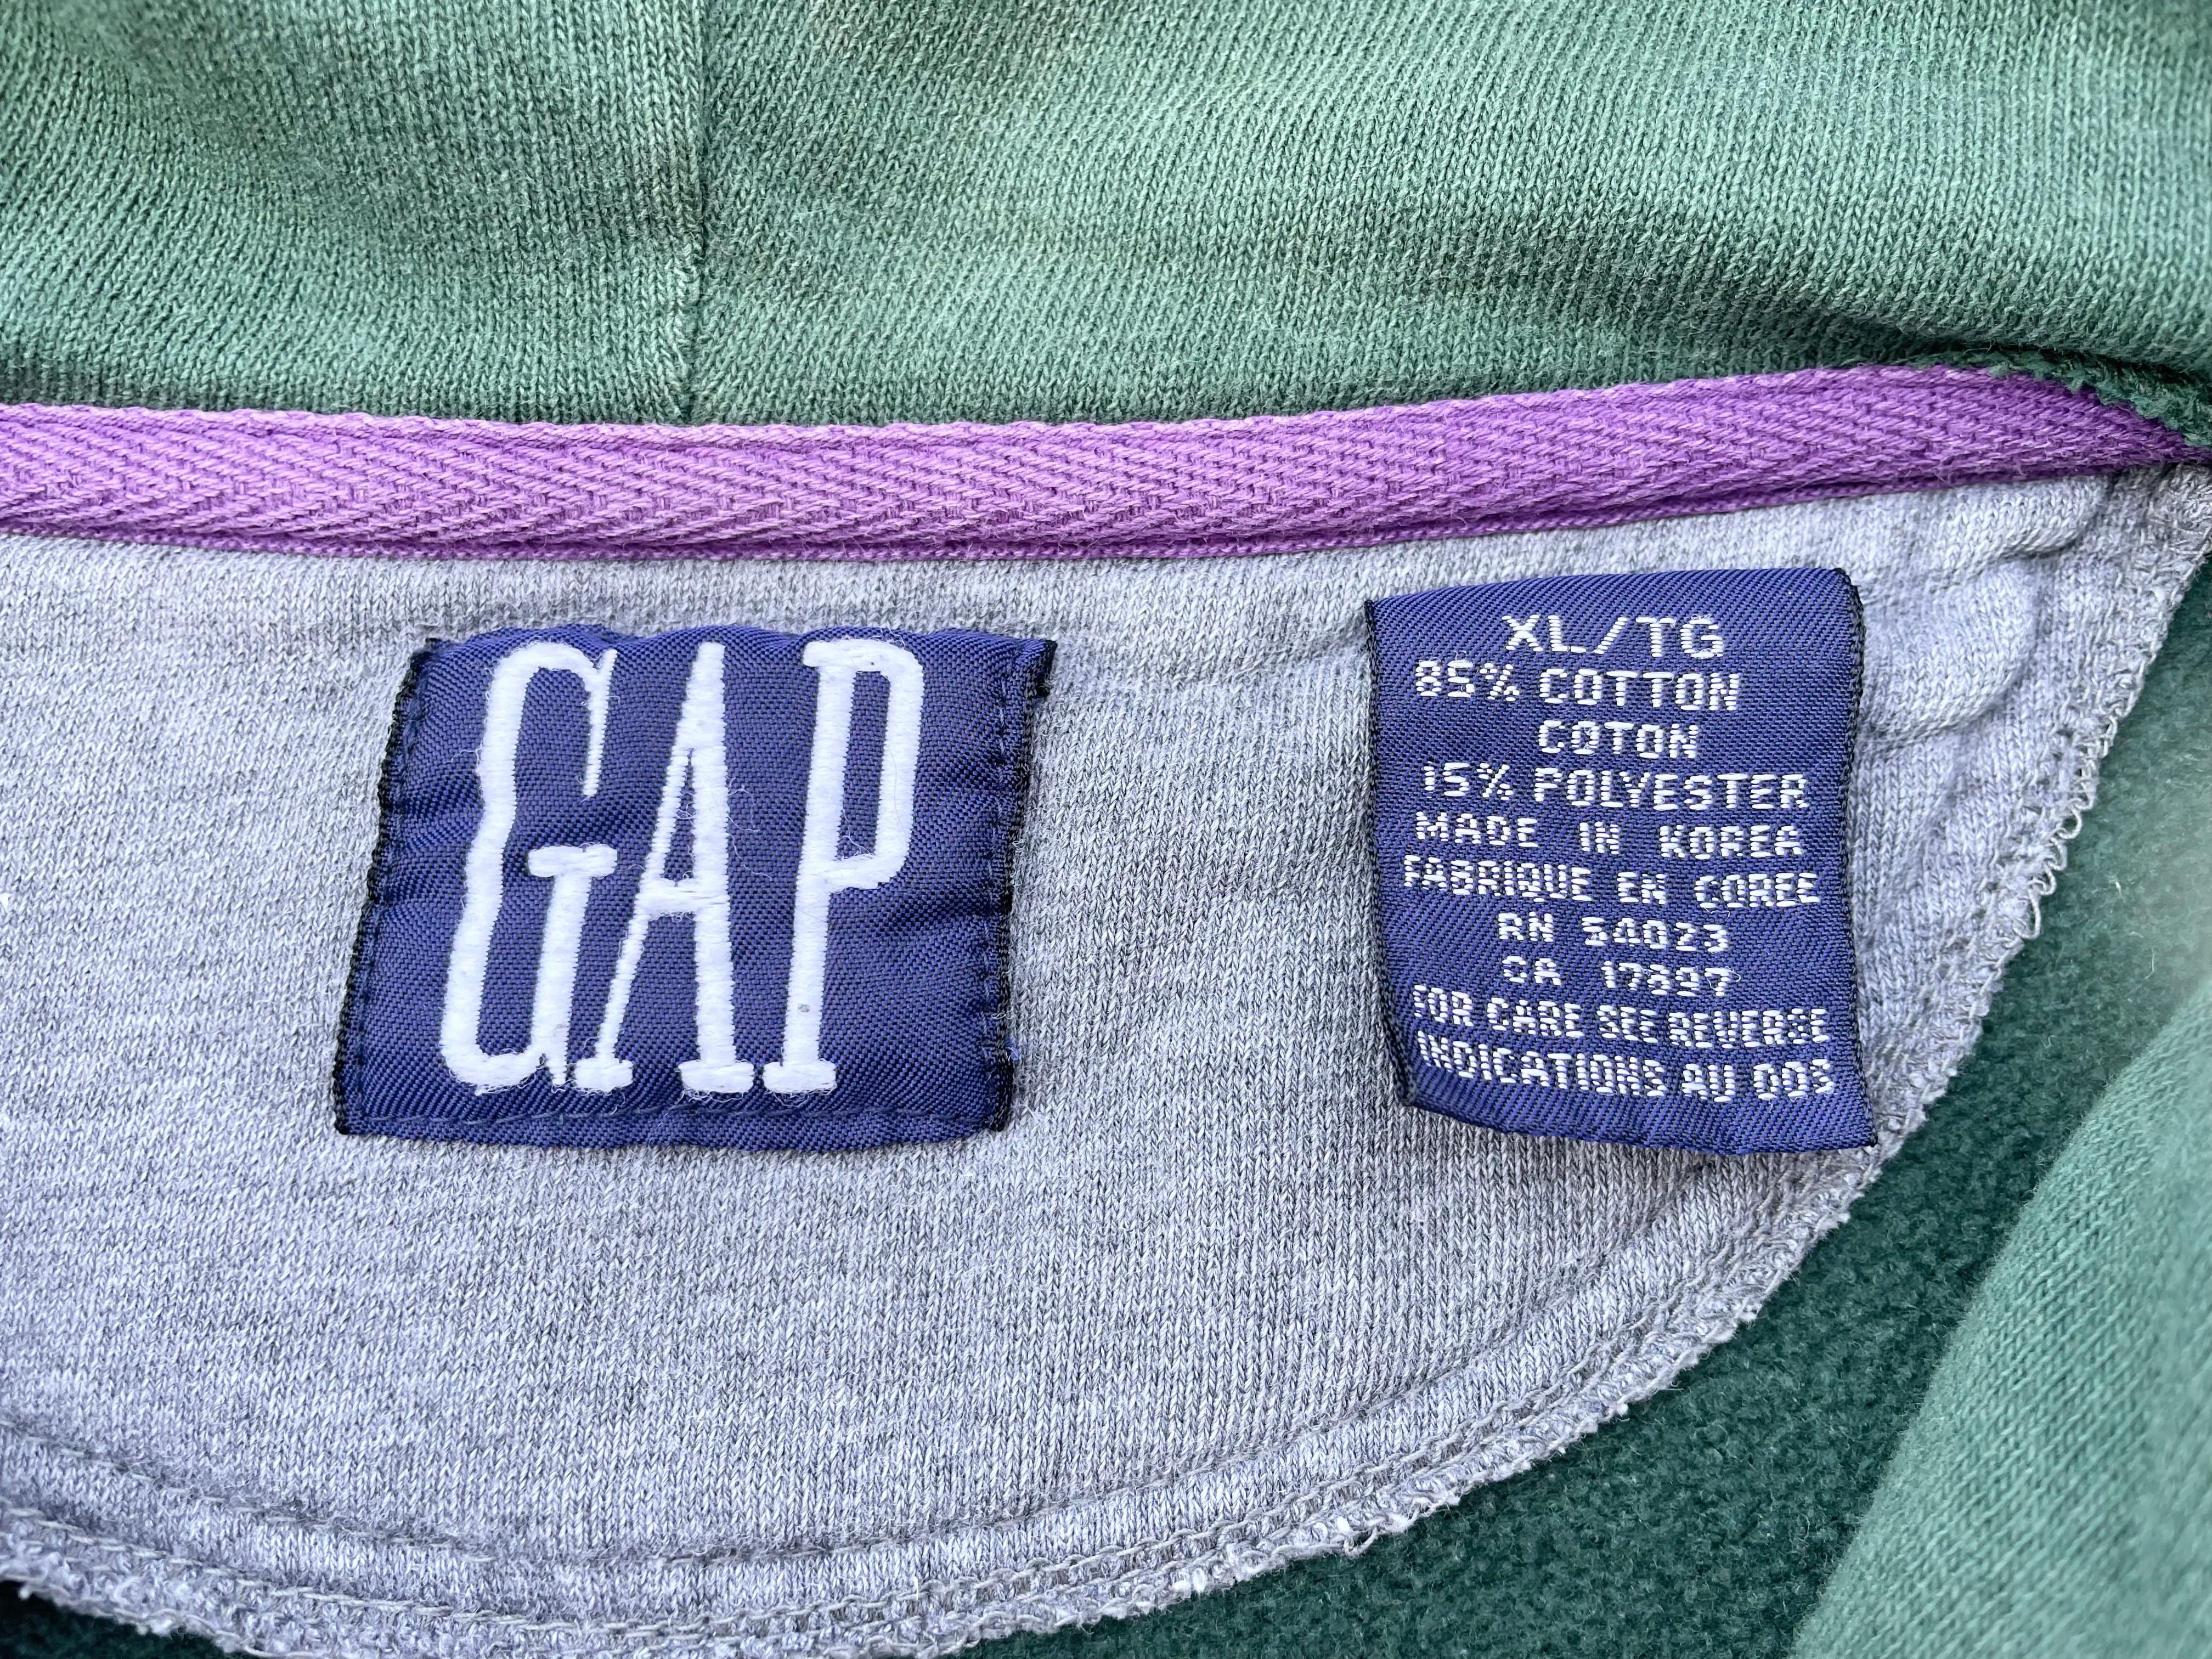 GAP
XL/TG
85% COTTON
COTON
15% POLYESTER
MADE IN KOREA
FABRIQUE EN COREE
RN 54023
CA 17897
FOR CARE SEE REVERSE
INDICATIONS AU DOS